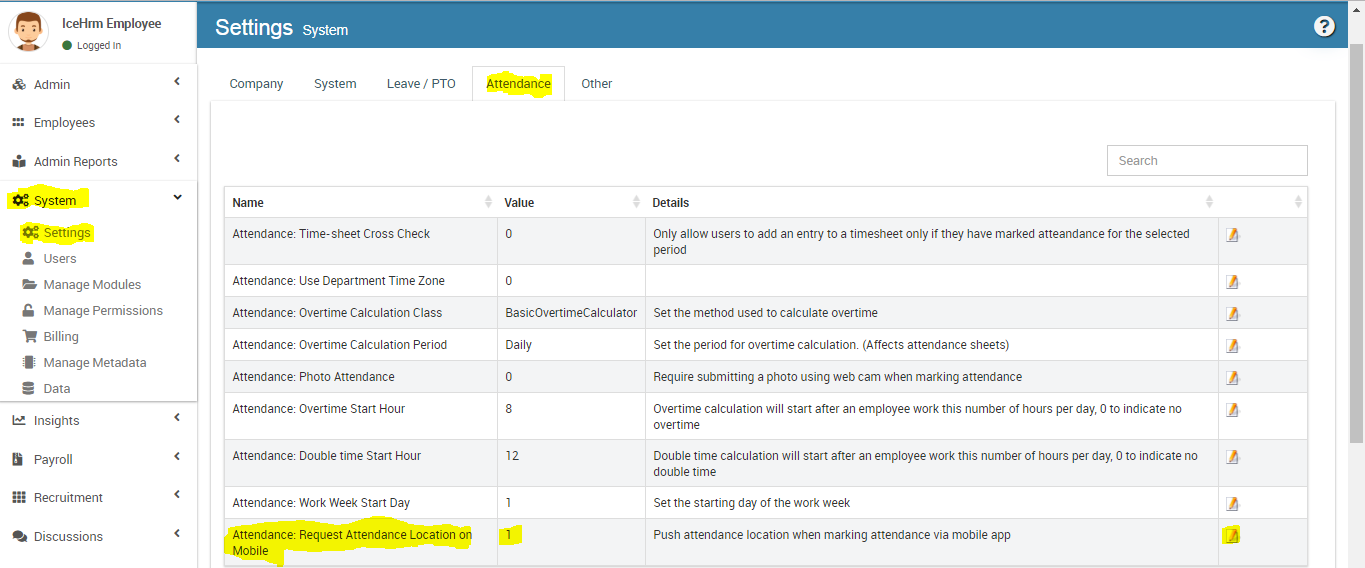 IceHrm Employee
Logged In
Admin
Employees
Admin Reports
System
Settings
Users
Manage Modules
Manage Permissions
Billing
Manage Metadata
Data
Insights
Payroll
Recruitment
Discussions
Settings System
?
Company System Leave / PTO Attendance Other
Search
Name Value Details
Attendance: Time-sheet Cross Check 0 Only allow users to add an entry to a timesheet only if they have marked atteandance for the selected
period
Attendance: Use Department Time Zone 0
Attendance: Overtime Calculation Class BasicOvertimeCalculator Set the method used to calculate overtime
Attendance: Overtime Calculation Period Daily Set the period for overtime calculation. (Affects attendance sheets)
Attendance: Photo Attendance 0 Require submitting a photo using web cam when marking attendance
Attendance: Overtime Start Hour 8 Overtime calculation will start after an employee work this number of hours per day, 0 to indicate no
overtime
Attendance: Double time Start Hour 12 Double time calculation will start after an employee work this number of hours per day, 0 to indicate no
double time
Attendance: Work Week Start Day 1 Set the starting day of the work week
Attendance: Request Attendance Location on 1 Push attendance location when marking attendance via mobile app
Mobile